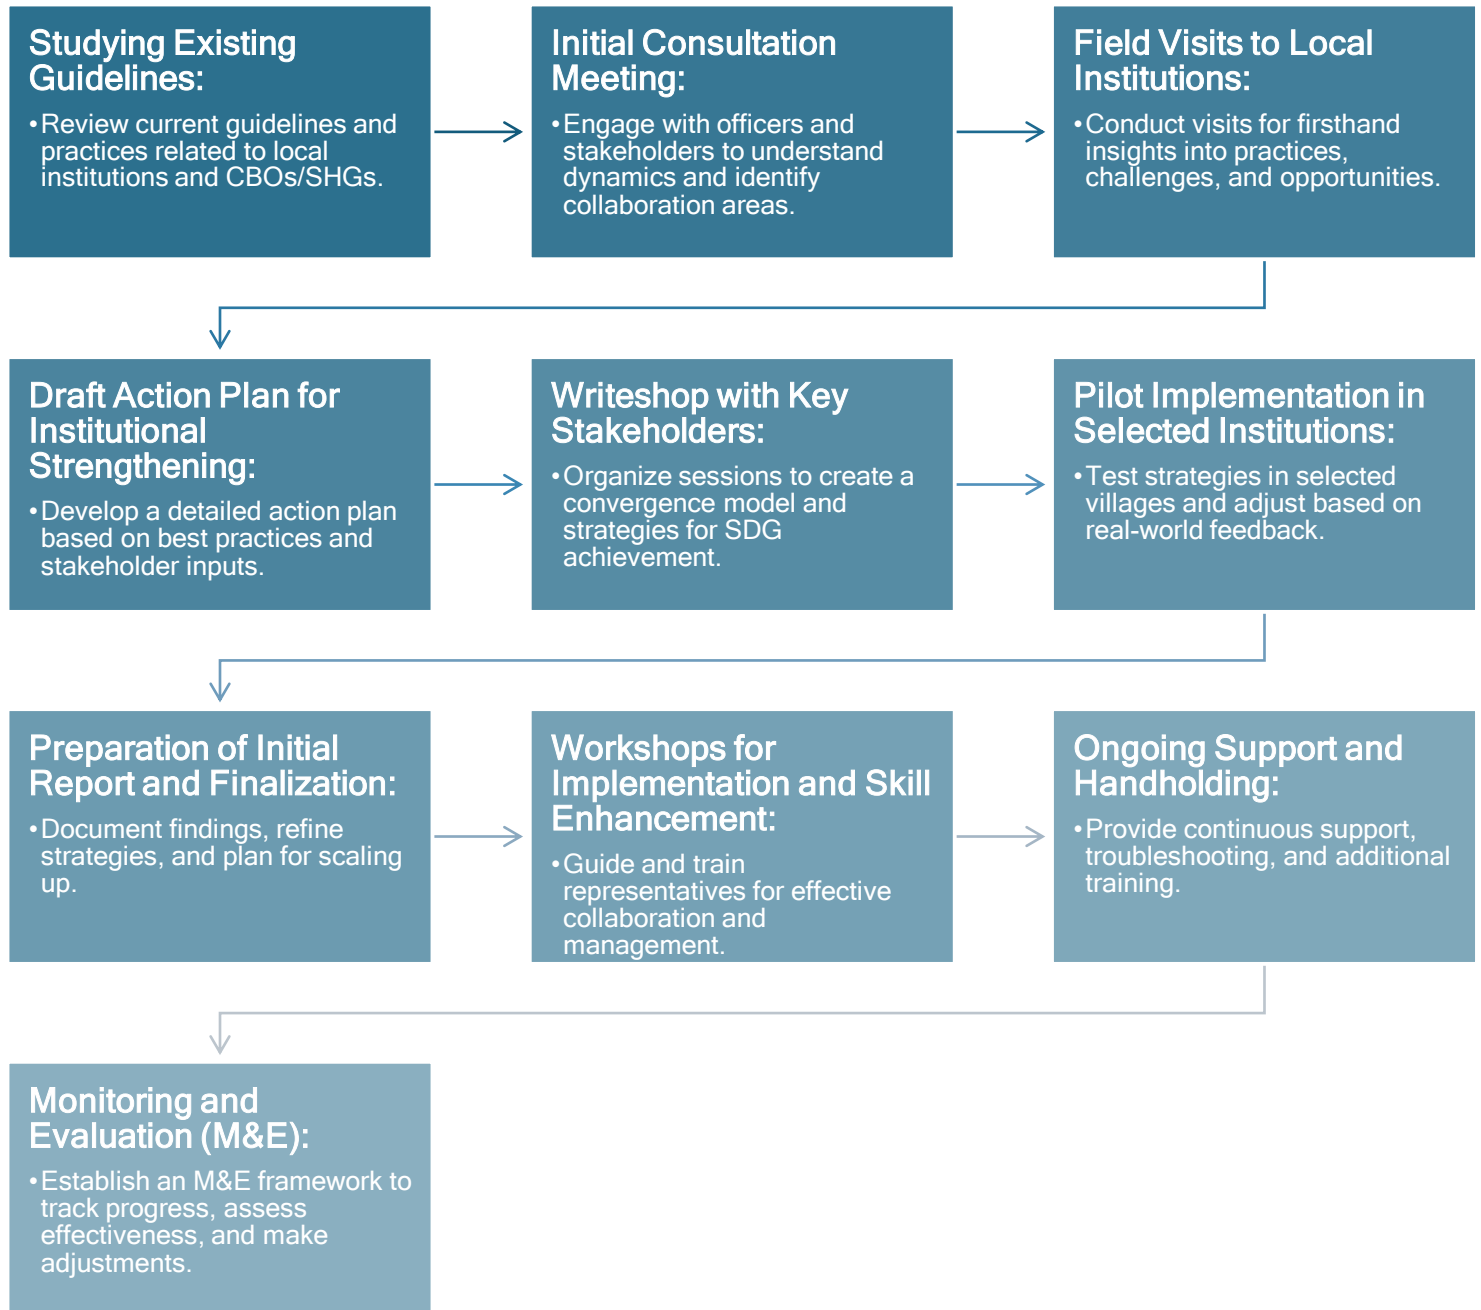 Studying Existing
Guidelines:
•Review current guidelines and
practices related to local
institutions and CBOs/SHGs.
Initial Consultation
Meeting:
•Engage with officers and
stakeholders to understand
dynamics and identify
collaboration areas.
Field Visits to Local
Institutions:
•Conduct visits for firsthand
insights into practices,
challenges, and opportunities.
Draft Action Plan for
Institutional
Strengthening:
•Develop a detailed action plan
based on best practices and
stakeholder inputs.
Writeshop with Key
Stakeholders:
•Organize sessions to create a
convergence model and
strategies for SDG
achievement.
Pilot Implementation in
Selected Institutions:
•Test strategies in selected
villages and adjust based on
real-world feedback.
Preparation of Initial
Report and Finalization:
•Document findings, refine
strategies, and plan for scaling
up.
Workshops for
Implementation and Skill
Enhancement:
•Guide and train
representatives for effective
collaboration and
management.
Ongoing Support and
Handholding:
•Provide continuous support,
troubleshooting, and additional
training.
Monitoring and
Evaluation (M&E):
•Establish an M&E framework to
track progress, assess
effectiveness, and make
adjustments.